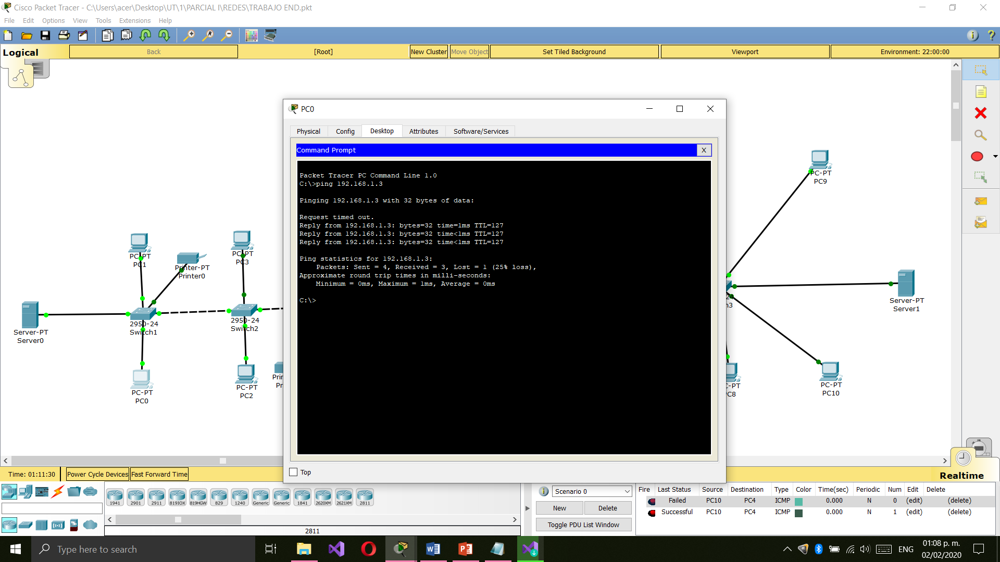 Cisco Packet Tracer - C:\Users\acer\Desktop\UT\1\PARCIAL I\REDES\TRABAJO END.pkt
File Edit Options View Tools Extensions Help
Logical Back [Root] New Cluster Move Object Set Tiled Background Viewport Environment: 22:00:00
PC0
Physical Config Desktop Attributes Software/Services
Command Prompt X
Packet Tracer PC Command Line 1.0
C:\>ping 192.168.1.3
Pinging 192.168.1.3 with 32 bytes of data:
Request timed out.
Reply from 192.168.1.3: bytes=32 time=1ms TTL=127
Reply from 192.168.1.3: bytes=32 time<1ms TTL=127
Reply from 192.168.1.3: bytes=32 time<1ms TTL=127
Ping statistics for 192.168.1.3:
Packets: Sent = 4, Received = 3, Lost = 1 (25% loss),
Approximate round trip times in milli-seconds:
Minimum = 0ms, Maximum = 1ms, Average = 0ms
C:\>
Top
PC-PT
PC1
Printer-PT
Printer0
PC-PT
PC3
Server-PT
Server0
2950-24
Switch1
2950-24
Switch2
PC-PT
PC0
PC-PT
PC2
Prin
Pr
PC-PT
PC9
24
h3
Server-PT
Server1
C-PT
C8
PC-PT
PC10
Time: 01:11:30 Power Cycle Devices Fast Forward Time
Realtime
1941 2901 2911 819IOX 819HGW 829 1240 Generic Generic 1841 2620XM 2621XM 2811
2811
Scenario 0
New Delete
Toggle PDU List Window
Fire Last Status Source Destination Type Color Time(sec) Periodic Num Edit Delete
Failed PC10 PC4 ICMP 0.000 N 0 (edit) (delete)
Successful PC10 PC4 ICMP 0.000 N 1 (edit) (delete)
Type here to search
ENG
01:08 p. m.
02/02/2020